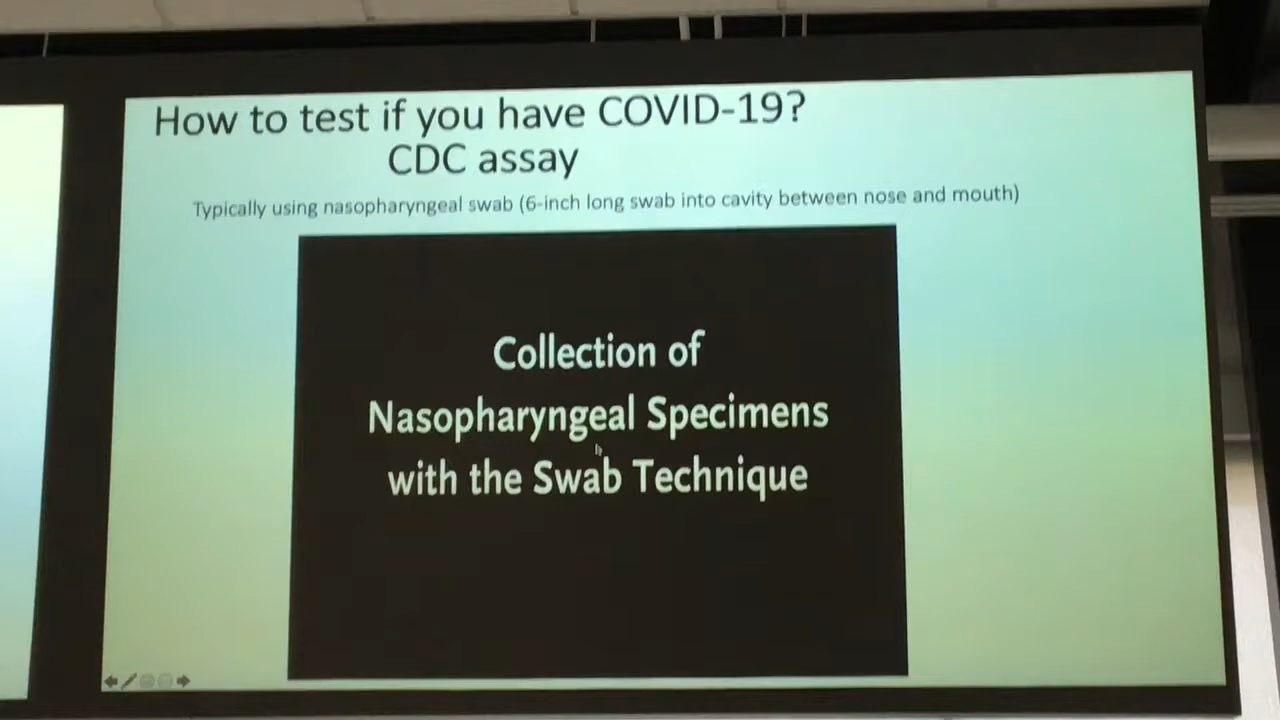 How to test if you have COVID-19?
CDC assay
Typically using nasopharyngeal swab (6-inch long swab into cavity between nose and mouth)
Collection of
Nasopharyngeal Specimens
with the Swab Technique